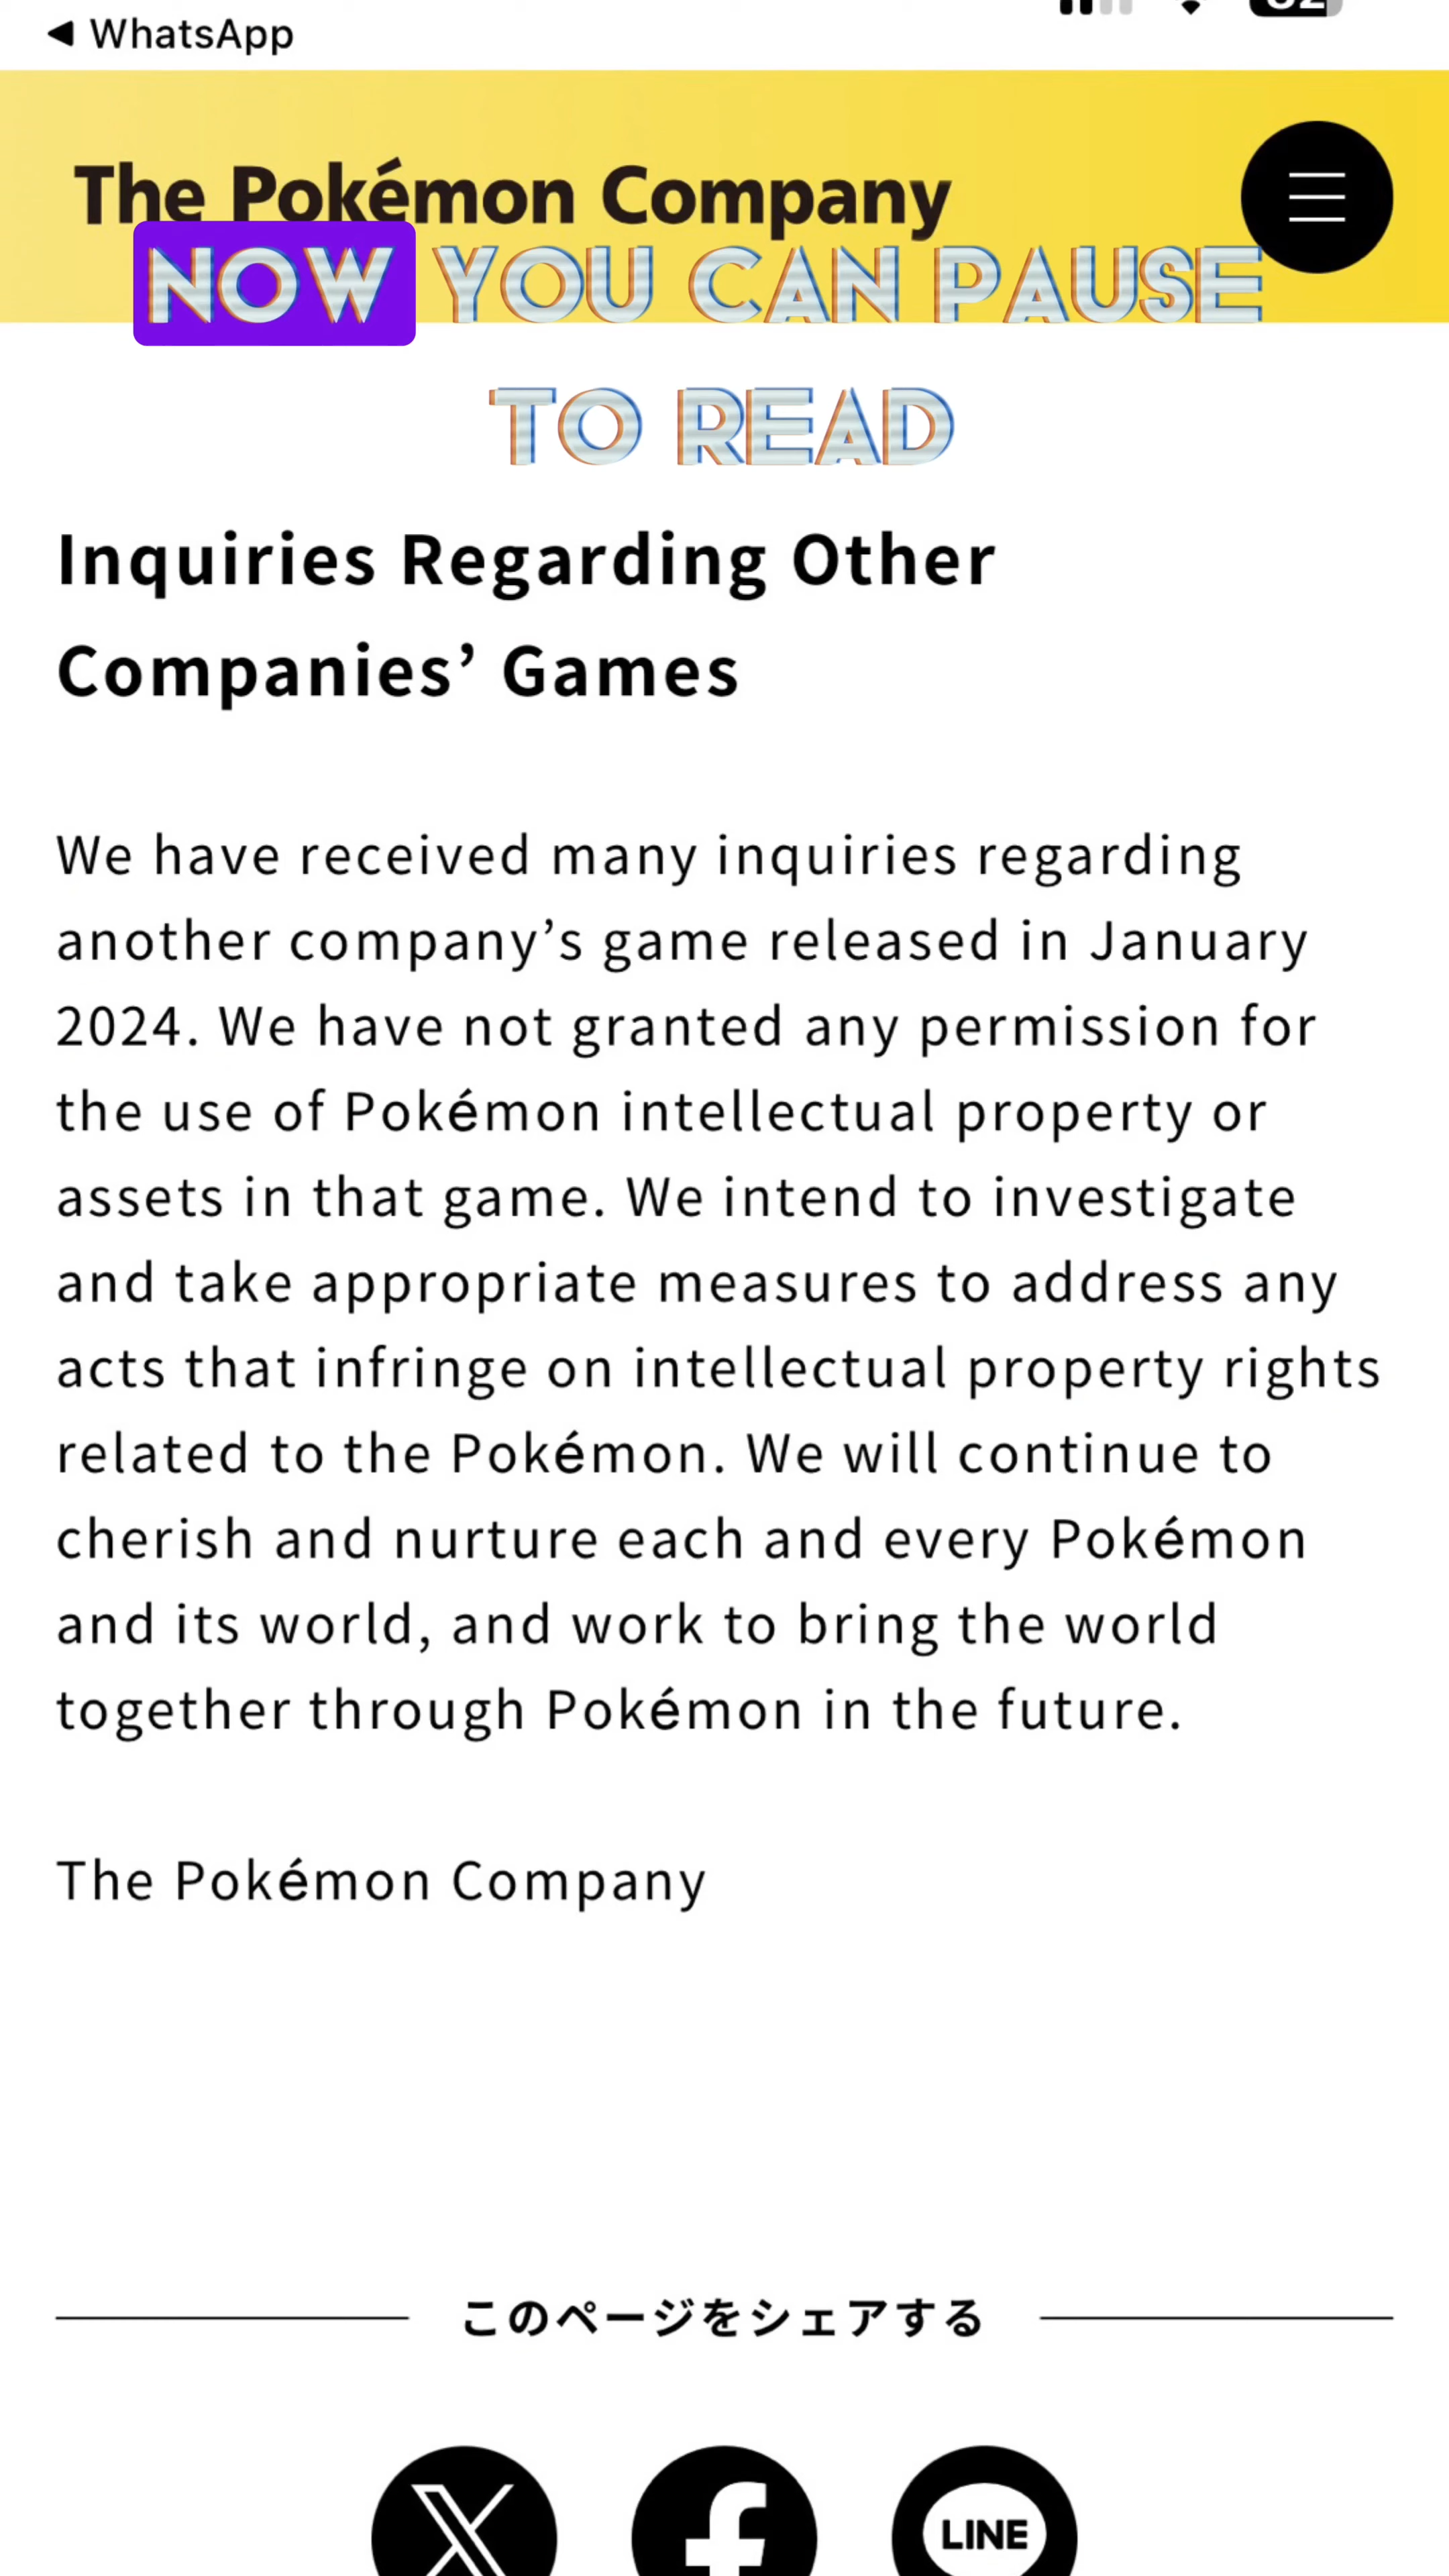 WhatsApp
The Pokémon Company
NOW YOU CAN PAUSE
TO READ
Inquiries Regarding Other
Companies’ Games
We have received many inquiries regarding
another company’s game released in January
2024. We have not granted any permission for
the use of Pokémon intellectual property or
assets in that game. We intend to investigate
and take appropriate measures to address any
acts that infringe on intellectual property rights
related to the Pokémon. We will continue to
cherish and nurture each and every Pokémon
and its world, and work to bring the world
together through Pokémon in the future.
The Pokémon Company
このページをシェアする
LINE